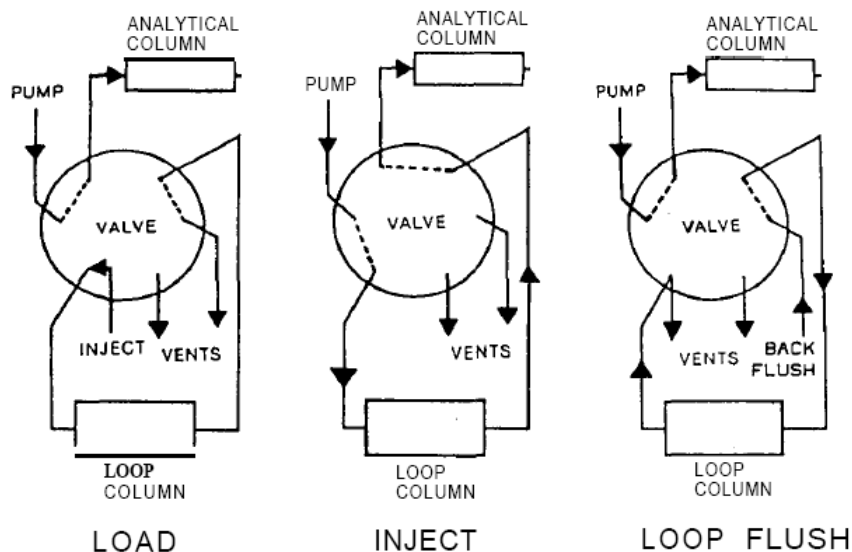 ANALYTICAL
COLUMN
PUMP
VALVE
INJECT
VENTS
LOOP
COLUMN
LOAD
ANALYTICAL
COLUMN
PUMP
VALVE
VENTS
LOOP
COLUMN
INJECT
ANALYTICAL
COLUMN
PUMP
VALVE
VENTS
BACK
FLUSH
LOOP
COLUMN
LOOP FLUSH